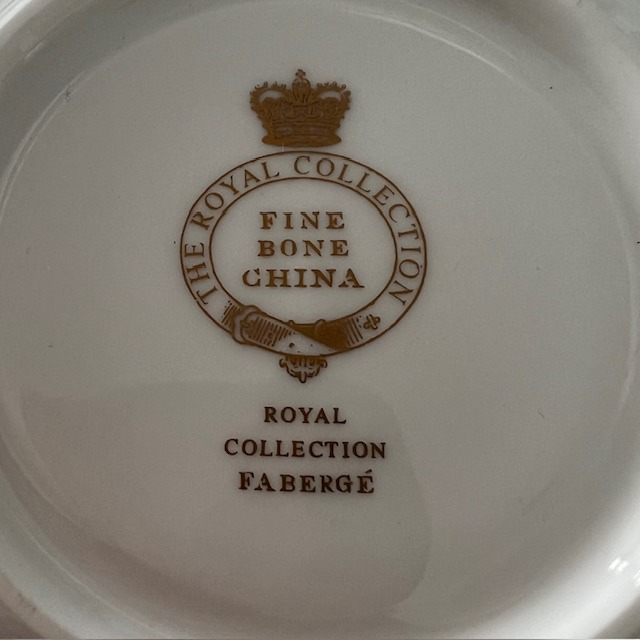 THE ROYAL COLLECTION
FINE
BONE
CHINA
ROYAL
COLLECTION
FABERGÉ